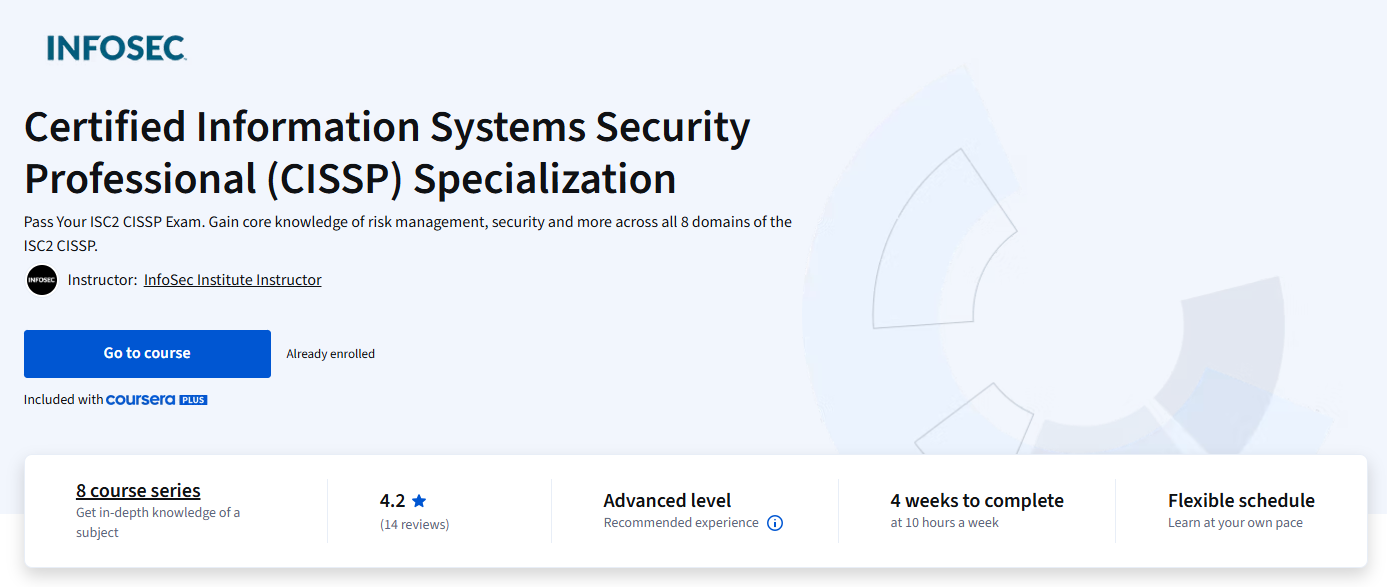 INFOSEC
Certified Information Systems Security
Professional (CISSP) Specialization
Pass Your ISC2 CISSP Exam. Gain core knowledge of risk management, security and more across all 8 domains of the
ISC2 CISSP.
INFOSEC
Instructor: InfoSec Institute Instructor
Go to course
Already enrolled
Included with coursera PLUS
8 course series
Get in-depth knowledge of a
subject
4.2
(14 reviews)
Advanced level
Recommended experience
4 weeks to complete
at 10 hours a week
Flexible schedule
Learn at your own pace